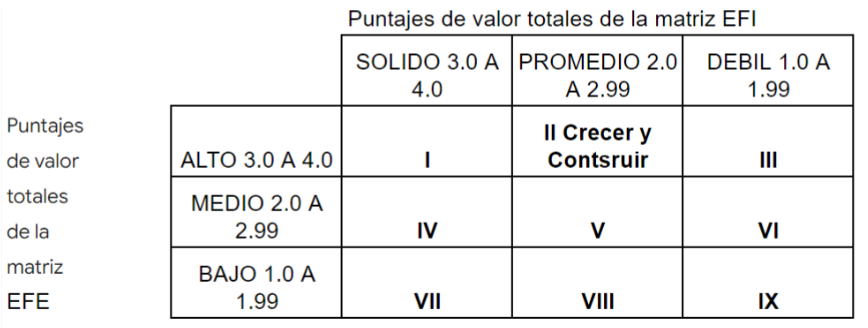 Puntajes de valor totales de la matriz EFI
SOLIDO 3.0 A
4.0
PROMEDIO 2.0
A 2.99
DEBIL 1.0 A
1.99
Puntajes
de valor
totales
de la
matriz
EFE
ALTO 3.0 A 4.0
I
II Crecer y
Contsruir
III
MEDIO 2.0 A
2.99
IV
V
VI
BAJO 1.0 A
1.99
VII
VIII
IX